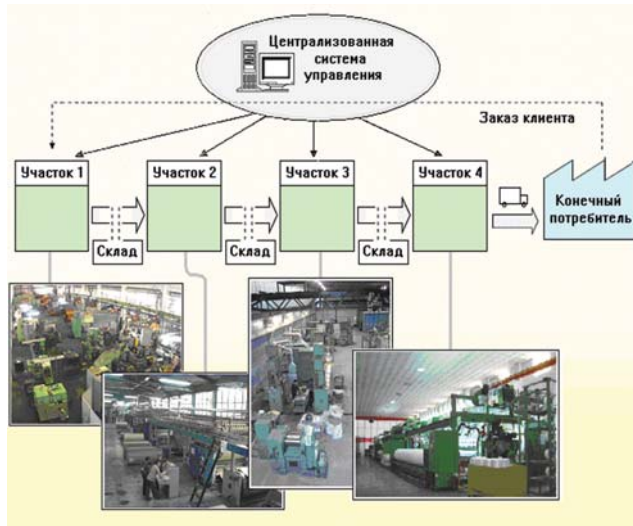 Централизованная
система
управления
Заказ клиента
Участок 1
Участок 2
Участок 3
Участок 4
Конечный
потребитель
Склад
Склад
Склад